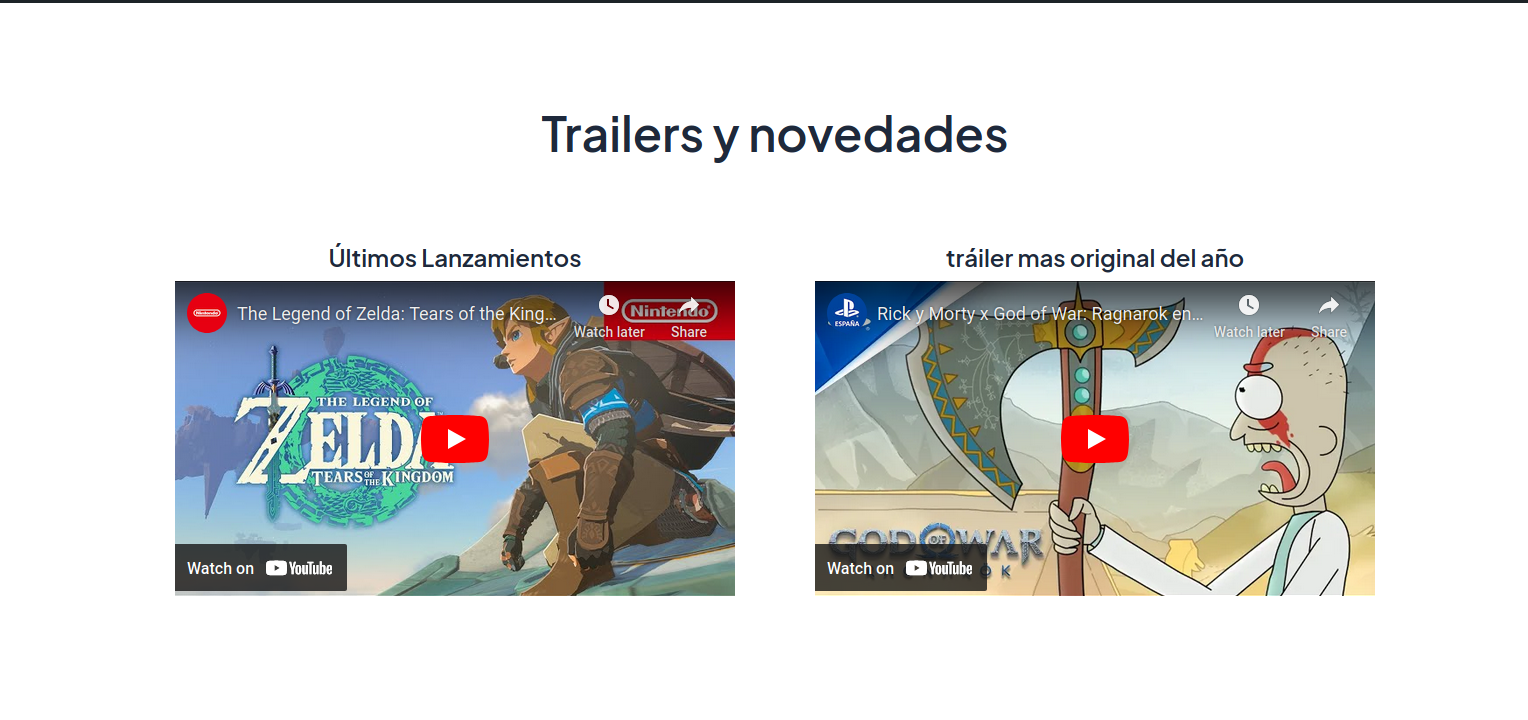 Trailers y novedades
Últimos Lanzamientos
Nintendo
The Legend of Zelda: Tears of the King...
Watch later
Share
Nintendo
THE LEGEND OF
ZELDA
TEARS OF THE KINGDOM
Watch on YouTube
tráiler mas original del año
ESPAÑA
Rick y Morty x God of War: Ragnarok en...
Watch later
Share
GOD OF WAR
Watch on YouTube